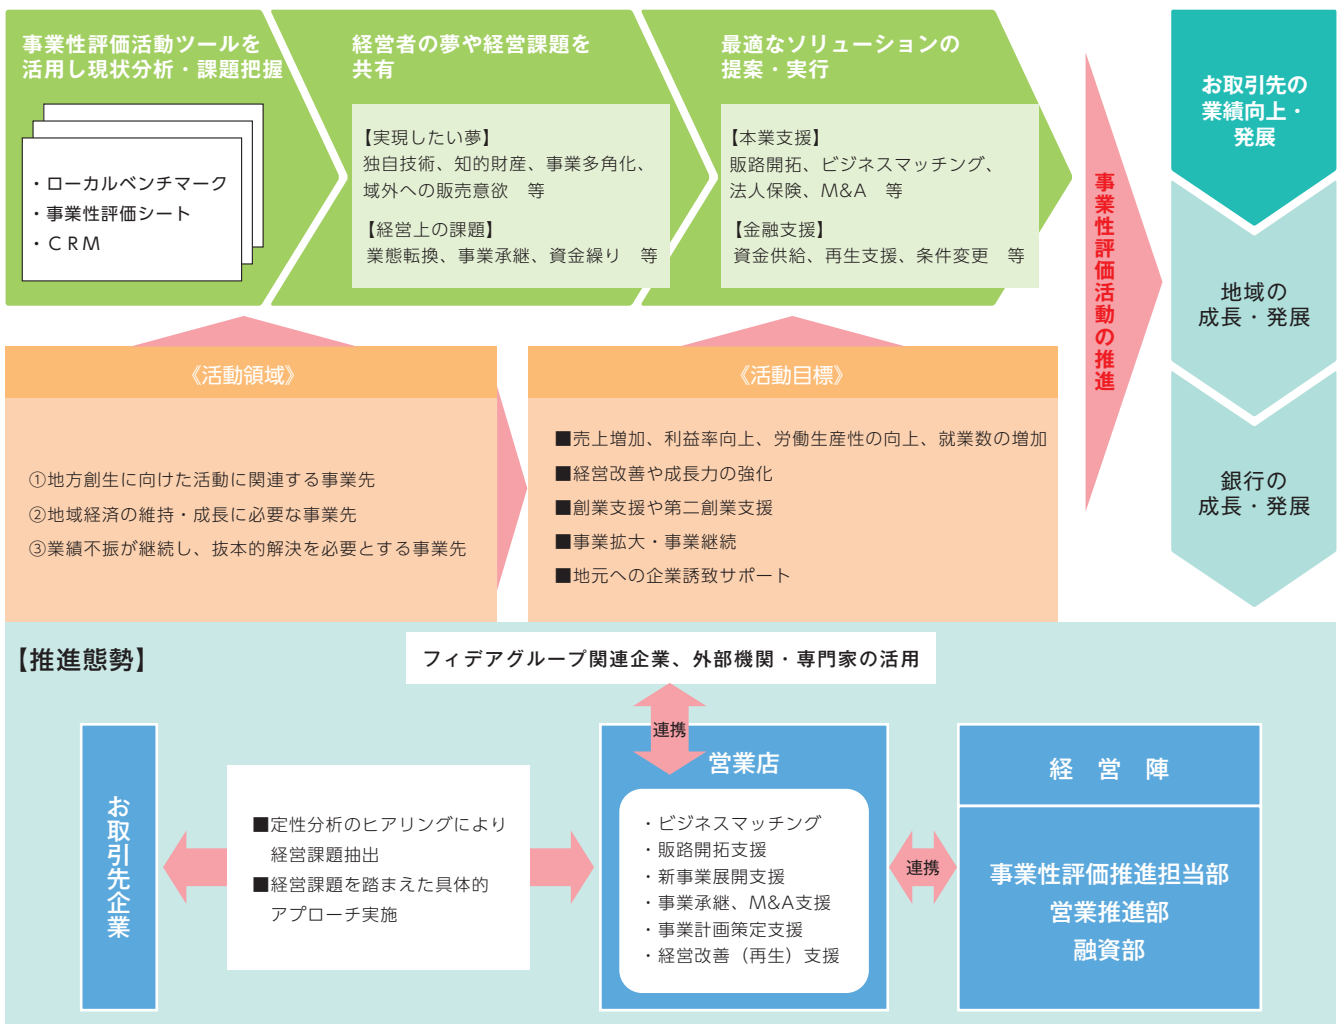 事業性評価活動ツールを
活用し現状分析・課題把握
・ローカルベンチマーク
・事業性評価シート
・ＣＲＭ
経営者の夢や経営課題を
共有
【実現したい夢】
独自技術、知的財産、事業多角化、
域外への販売意欲　等
【経営上の課題】
業態転換、事業承継、資金繰り　等
最適なソリューションの
提案・実行
【本業支援】
販路開拓、ビジネスマッチング、
法人保険、M&A　等
【金融支援】
資金供給、再生支援、条件変更　等
事業性評価活動の推進
お取引先の
業績向上・
発展
地域の
成長・発展
銀行の
成長・発展
《活動領域》
①地方創生に向けた活動に関連する事業先
②地域経済の維持・成長に必要な事業先
③業績不振が継続し、抜本的解決を必要とする事業先
《活動目標》
■売上増加、利益率向上、労働生産性の向上、就業数の増加
■経営改善や成長力の強化
■創業支援や第二創業支援
■事業拡大・事業継続
■地元への企業誘致サポート
【推進態勢】
フィデアグループ関連企業、外部機関・専門家の活用
連携
お取引先企業
■定性分析のヒアリングにより
経営課題抽出
■経営課題を踏まえた具体的
アプローチ実施
営業店
・ビジネスマッチング
・販路開拓支援
・新事業展開支援
・事業承継、M&A支援
・事業計画策定支援
・経営改善（再生）支援
連携
経　営　陣
事業性評価推進担当部
営業推進部
融資部